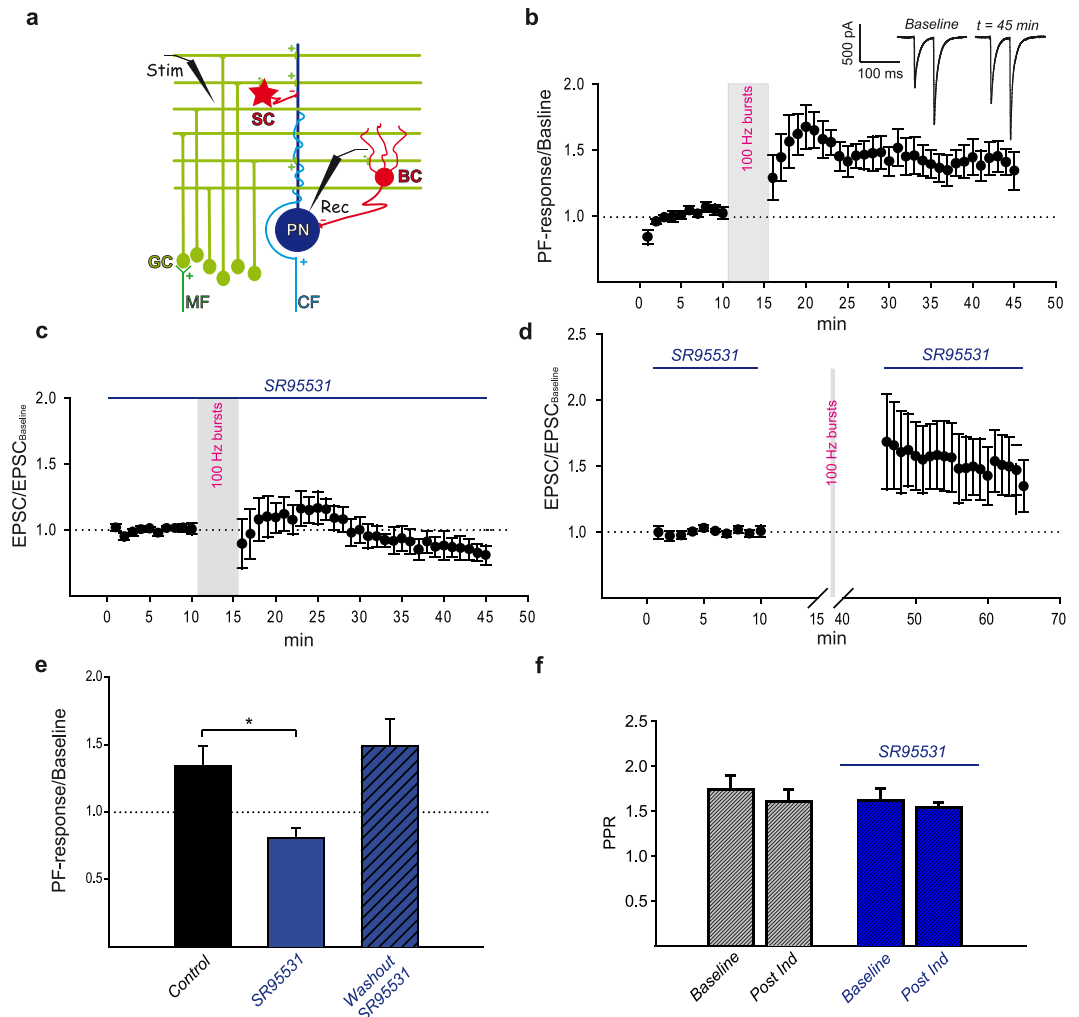 a
Stim
SC
BC
Rec
PN
GC
MF
CF
+
+
+
+
+
+
-
-
b
Baseline
t = 45 min
500 pA
100 ms
PF-response/Basline
2.0
1.5
1.0
100 Hz bursts
0 5 10 15 20 25 30 35 40 45 50
min
c
SR95531
EPSC/EPSCBaseline
2.0
1.5
1.0
100 Hz bursts
0 5 10 15 20 25 30 35 40 45 50
min
d
SR95531
SR95531
EPSC/EPSCBaseline
2.5
2.0
1.5
1.0
100 Hz bursts
0 5 10 15 40 50 60 70
min
e
PF-response/Baseline
2.0
1.5
1.0
0.5
*
Control
SR95531
Washout
SR95531
f
PPR
2.5
2.0
1.5
1.0
0.5
SR95531
Baseline
Post Ind
Baseline
Post Ind